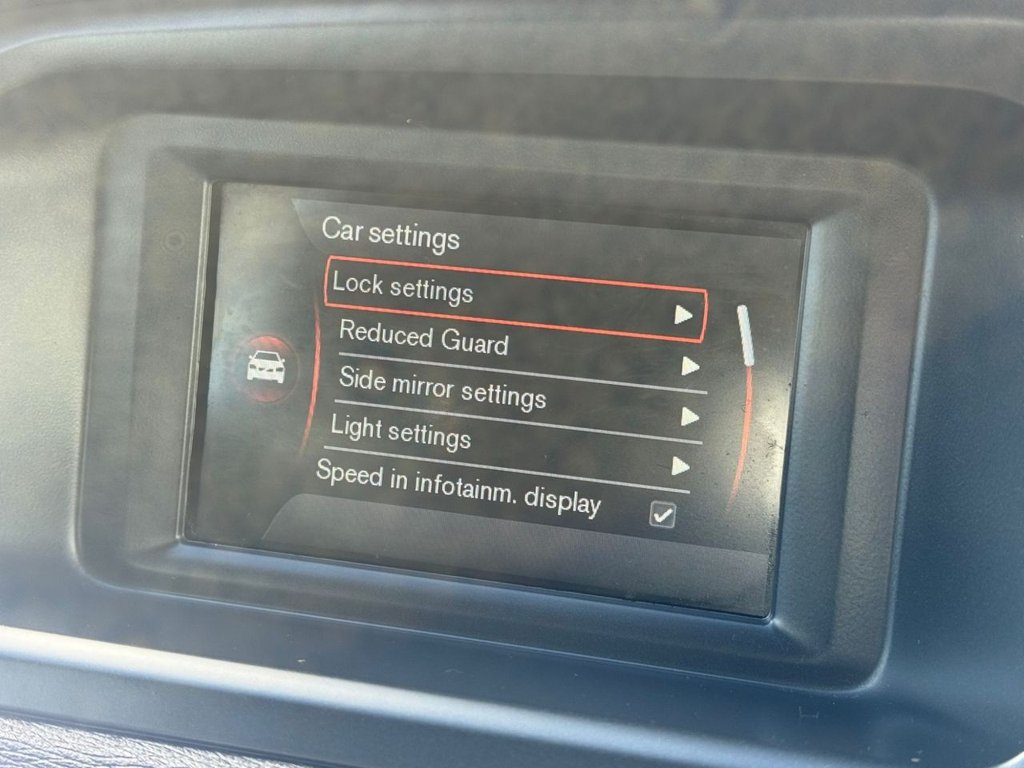 Car settings
Lock settings
Reduced Guard
Side mirror settings
Light settings
Speed in infotainm. display